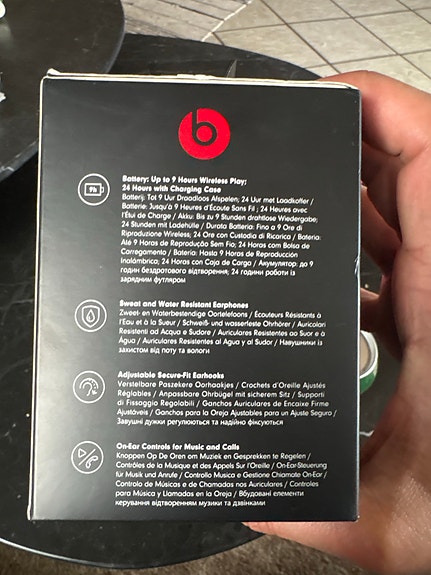 b
9h
Battery: Up to 9 Hours Wireless Play;
24 Hours with Charging Case
Batterij: Tot 9 Uur Draadloos Afspelen; 24 Uur met Laadkoffer /
Batterie: Jusqu'à 9 Heures d'Écoute Sans Fil ; 24 Heures avec
l'Étui de Charge / Akku: Bis zu 9 Stunden drahtlose Wiedergabe;
24 Stunden mit Ladehülle / Durata Batteria: Fino a 9 Ore di
Riproduzione Wireless; 24 Ore con Custodia di Ricarica / Bateria:
Até 9 Horas de Reprodução Sem Fio; 24 Horas com Bolsa de
Carregamento / Batería: Hasta 9 Horas de Reproducción
Inalámbrica; 24 Horas con Caja de Carga / Акумулятор: до 9
годин бездротового відтворення; 24 години роботи із
зарядним футляром
Sweat and Water Resistant Earphones
Zweet- en Waterbestendige Oortelefoons / Écouteurs Résistants à
l'Eau et à la Sueur / Schweiß- und wasserfeste Ohrhörer / Auricolari
Resistenti ad Acqua e Sudore / Auriculares Resistentes ao Suor e à
Água / Auriculares Resistentes al Agua y al Sudor / Навушники із
захистом від поту та вологи
Adjustable Secure-Fit Earhooks
Verstelbare Paszekere Oorhaakjes / Crochets d'Oreille Ajustés
Réglables / Anpassbare Ohrbügel mit sicherem Sitz / Supporti
di Fissaggio Regolabili / Ganchos Auriculares de Encaixe Firme
Ajustáveis / Ganchos para la Oreja Ajustables para un Ajuste Seguro /
Завушні дужки регулюються та надійно фіксуються
On-Ear Controls for Music and Calls
Knoppen Op De Oren om Muziek en Gesprekken te Regelen /
Contrôles de la Musique et des Appels Sur l'Oreille / On-Ear-Steuerung
für Musik und Anrufe / Controllo Musica e Gestione Chiamate On-Ear /
Controlo de Músicas e de Chamadas nos Auriculares / Controles
para Música y Llamadas en la Oreja / Вбудовані елементи
керування відтворенням музики та дзвінками